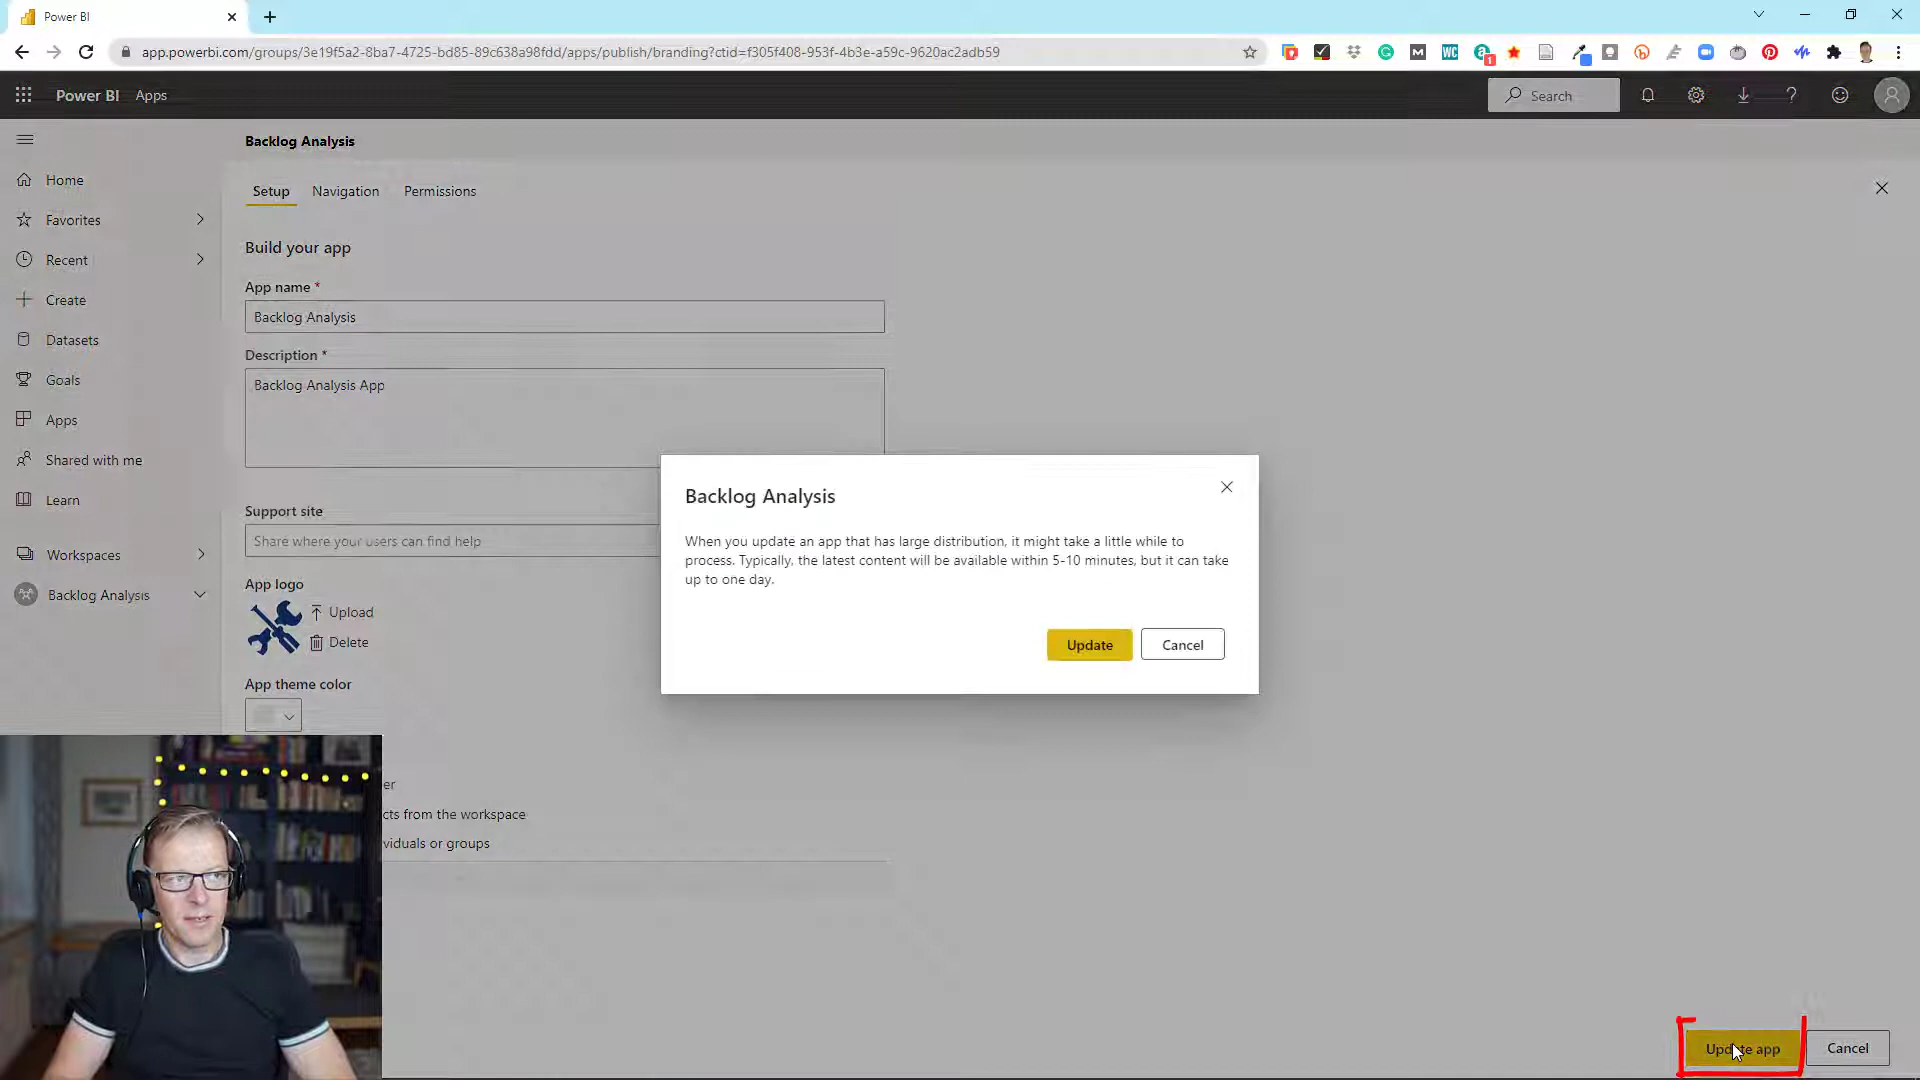 Power BI
app.powerbi.com/groups/3e19f5a2-8ba7-4725-bd85-89c638a98fdd/apps/publish/branding?ctid=f305f408-953f-4b3e-a59c-9620ac2adb59
Power BI Apps
Search
Home
Favorites
Recent
Create
Datasets
Goals
Apps
Shared with me
Learn
Workspaces
Backlog Analysis
Backlog Analysis
Setup Navigation Permissions
Build your app
App name *
Backlog Analysis
Description *
Backlog Analysis App
Support site
Share where your users can find help
App logo
Upload
Delete
App theme color
er
cts from the workspace
viduals or groups
Backlog Analysis
When you update an app that has large distribution, it might take a little while to
process. Typically, the latest content will be available within 5-10 minutes, but it can take
up to one day.
Update Cancel
Update app Cancel